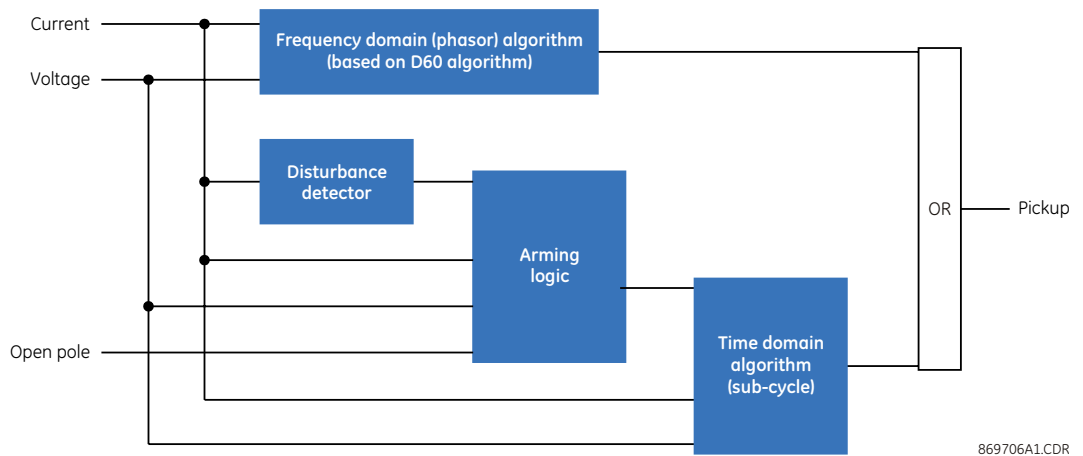 Current
Frequency domain (phasor) algorithm
(based on D60 algorithm)
Voltage
Disturbance
detector
Arming
logic
OR
Pickup
Open pole
Time domain
algorithm
(sub-cycle)
869706A1.CDR